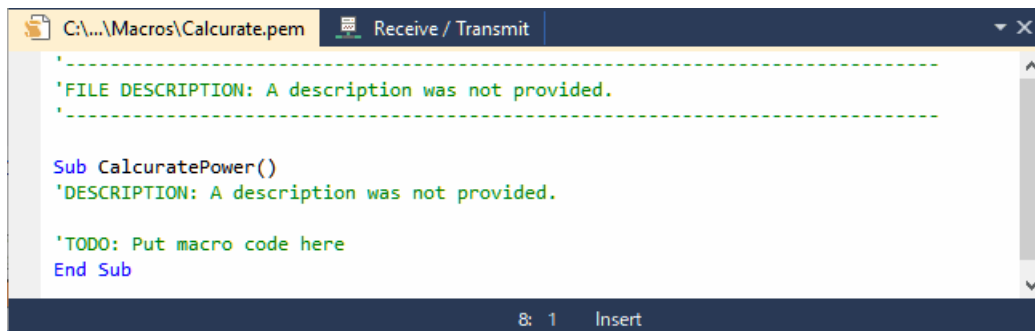 C:\...\Macros\Calcurate.pem Receive / Transmit
'------------------------------------------------------------------------------
'FILE DESCRIPTION: A description was not provided.
'------------------------------------------------------------------------------
Sub CalcuratePower()
'DESCRIPTION: A description was not provided.
'TODO: Put macro code here
End Sub
8: 1 Insert